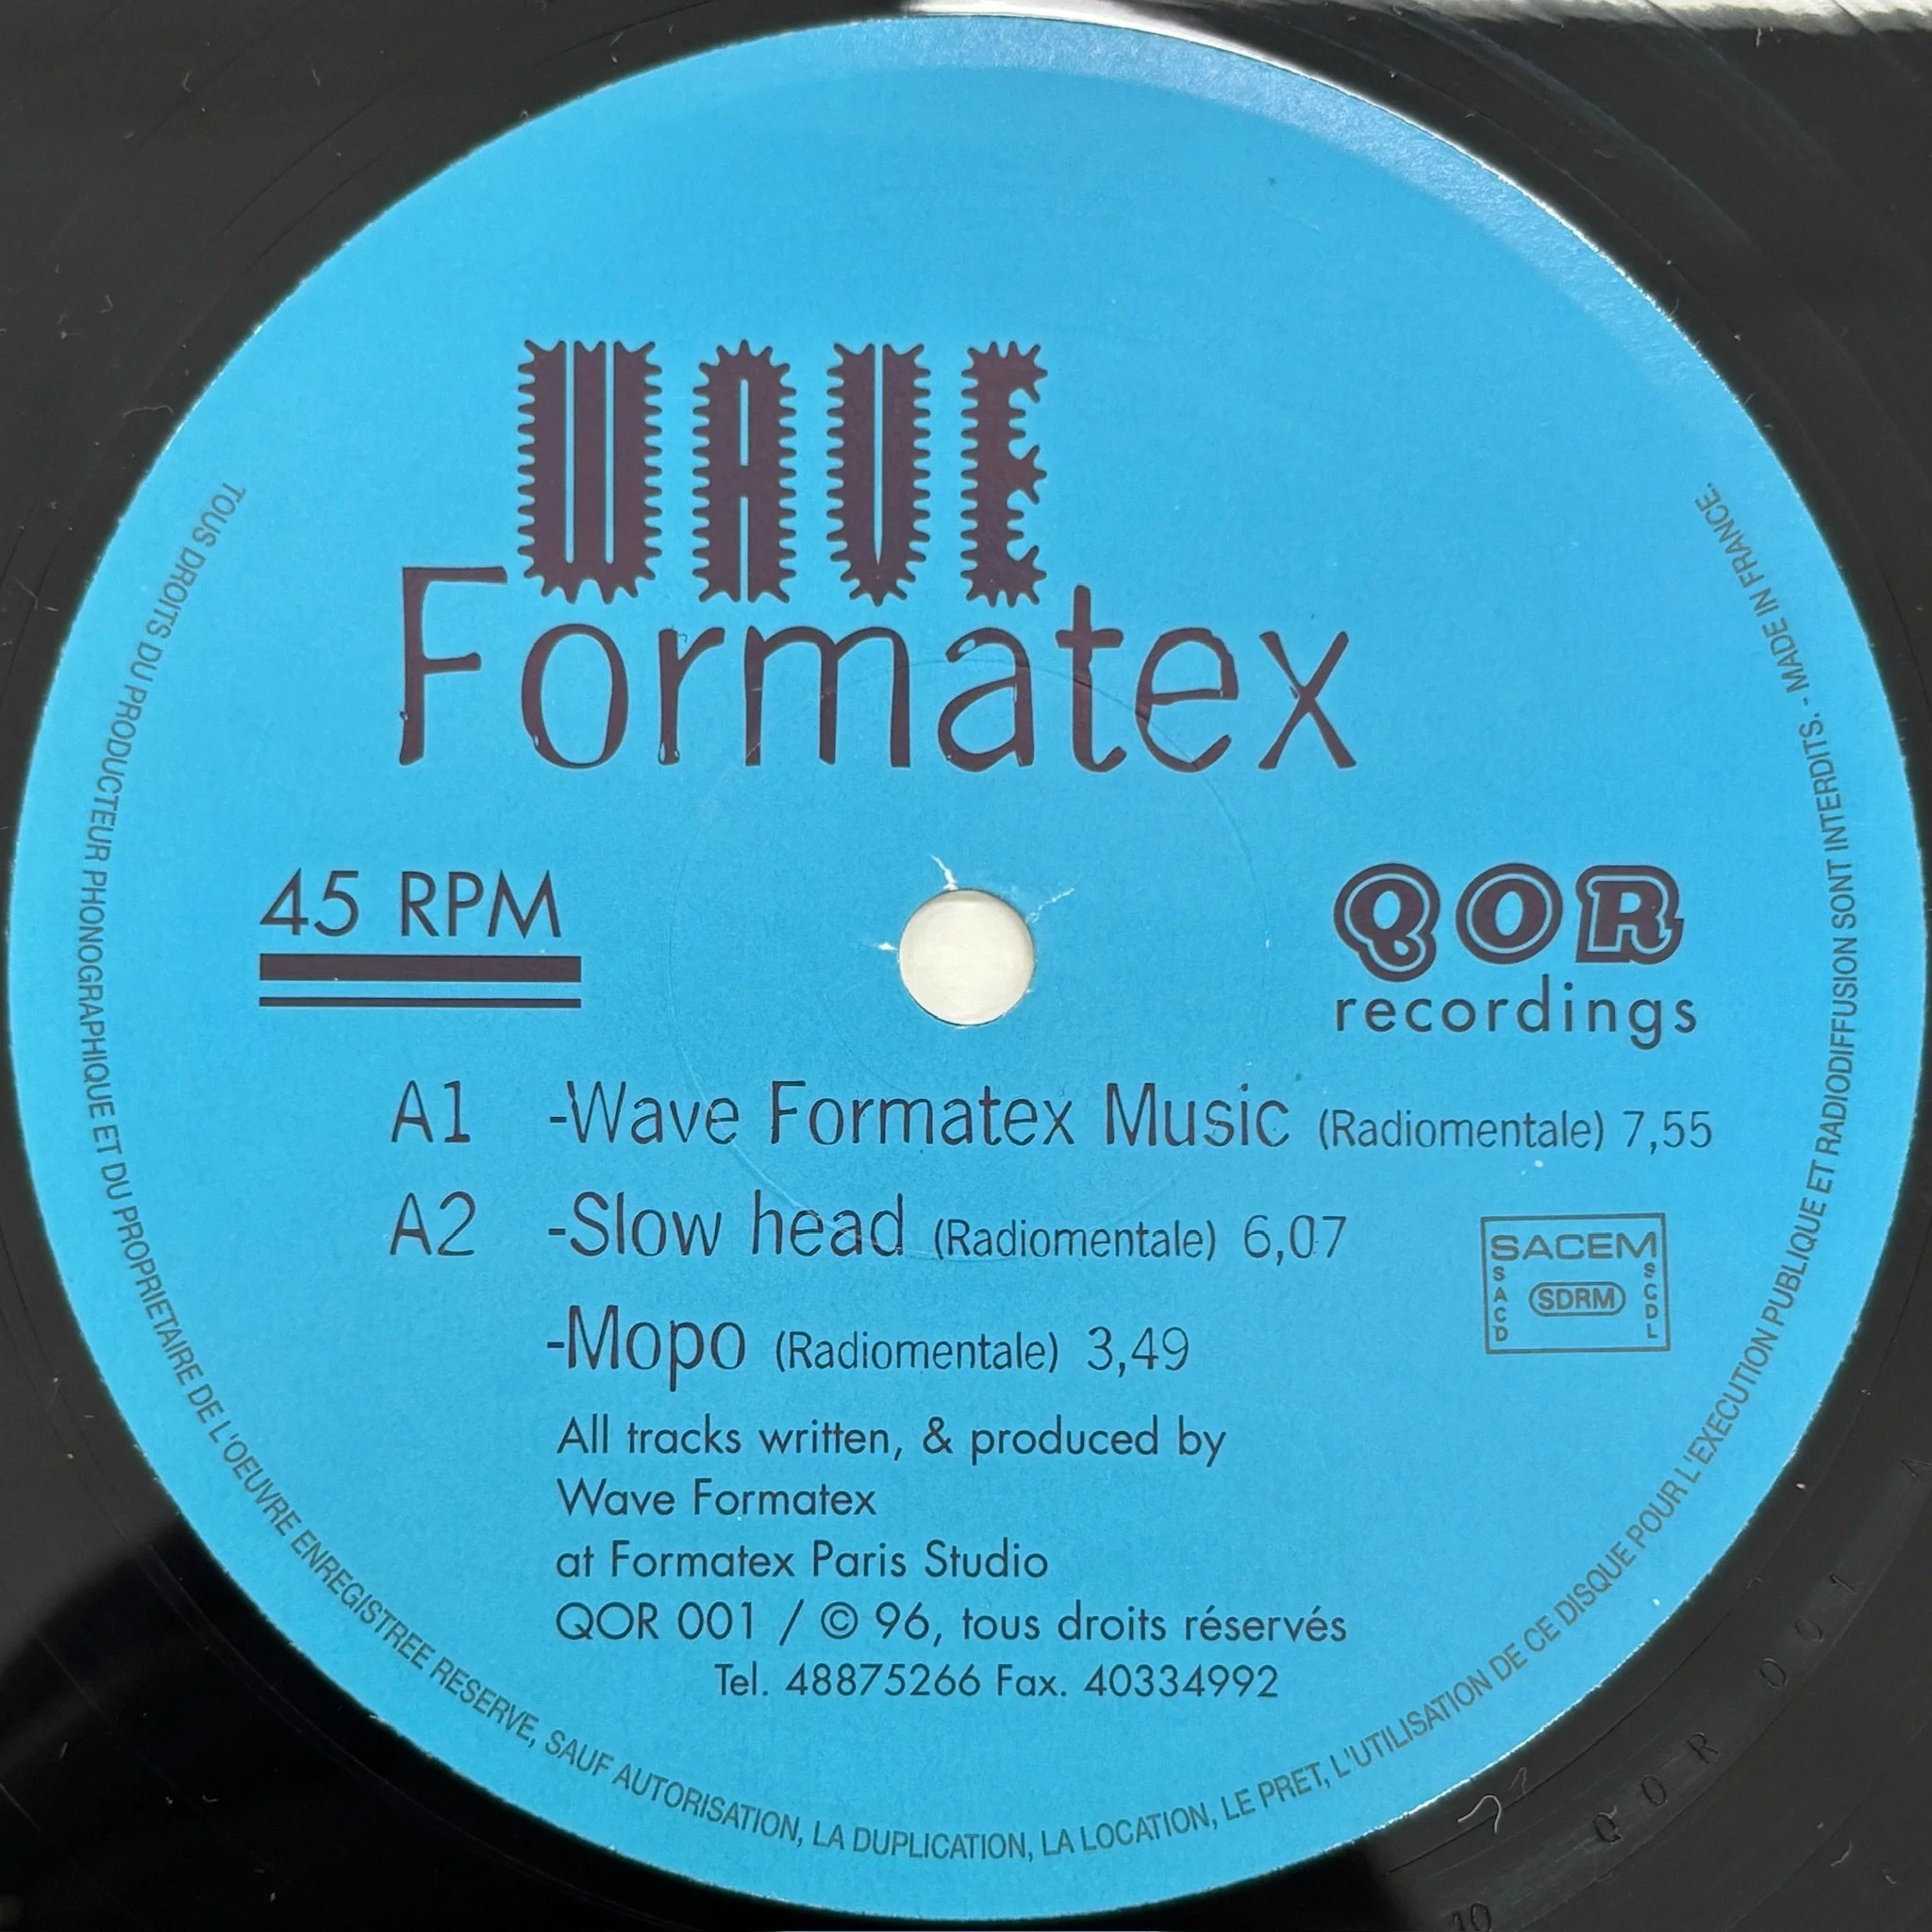 WAVE
Formatex
45 RPM
QOR
recordings
A1 -Wave Formatex Music (Radiomentale) 7,55
A2 -Slow head (Radiomentale) 6,07
-Mopo (Radiomentale) 3,49
SACEM
SACD
SDRM
SCDL
All tracks written, & produced by
Wave Formatex
at Formatex Paris Studio
QOR 001 / © 96, tous droits réservés
Tel. 48875266 Fax. 40334992
TOUS DROITS DU PRODUCTEUR PHONOGRAPHIQUE ET DU PROPRIETAIRE DE L'OEUVRE ENREGISTREE RESERVE, SAUF AUTORISATION, LA DUPLICATION, LA LOCATION, LE PRET, L'UTILISATION DE CE DISQUE POUR L'EXECUTION PUBLIQUE ET RADIODIFFUSION SONT INTERDITS. - MADE IN FRANCE.
QOR 001 A